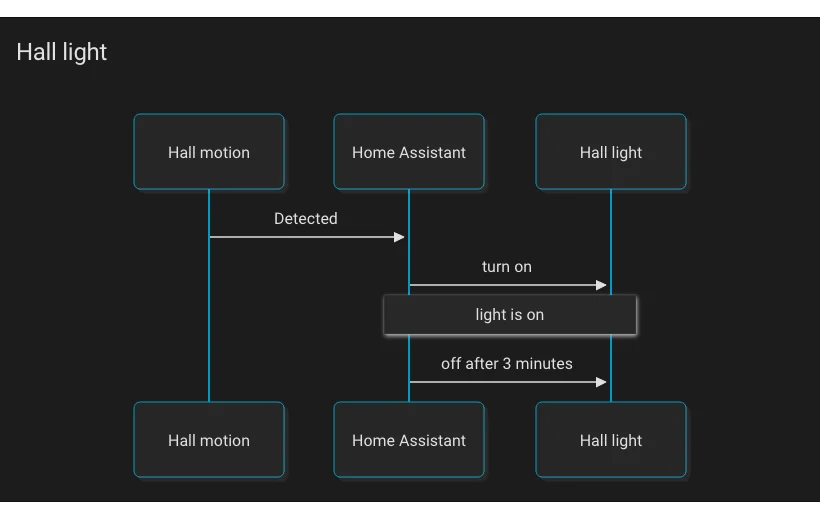 Hall light
Hall motion
Home Assistant
Hall light
Detected
turn on
light is on
off after 3 minutes
Hall motion
Home Assistant
Hall light